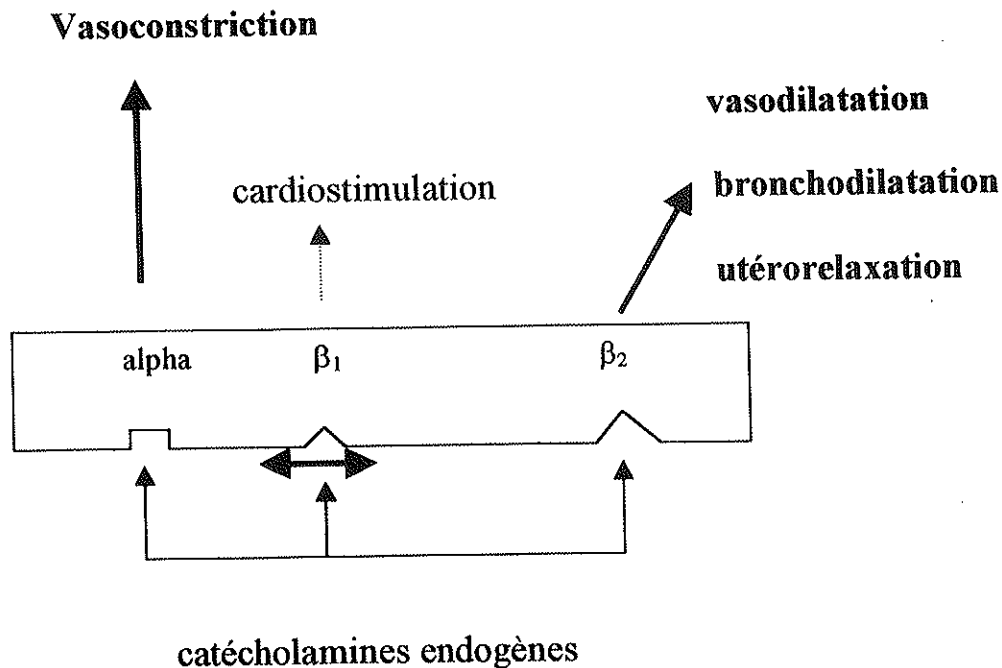 Vasoconstriction
vasodilatation
cardiostimulation
bronchodilatation
utérorelaxation
alpha β₁ β₂
catécholamines endogènes